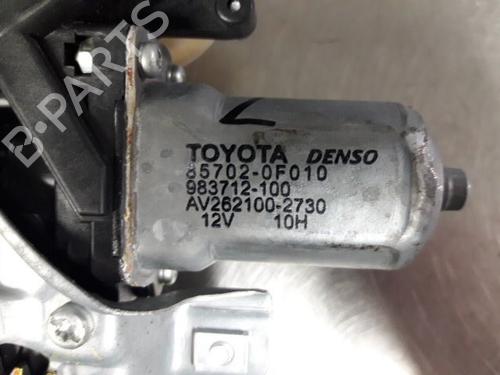 B-PARTS
TOYOTA DENSO
85702-0F010
983712-100
AV262100-2730
12V 10H